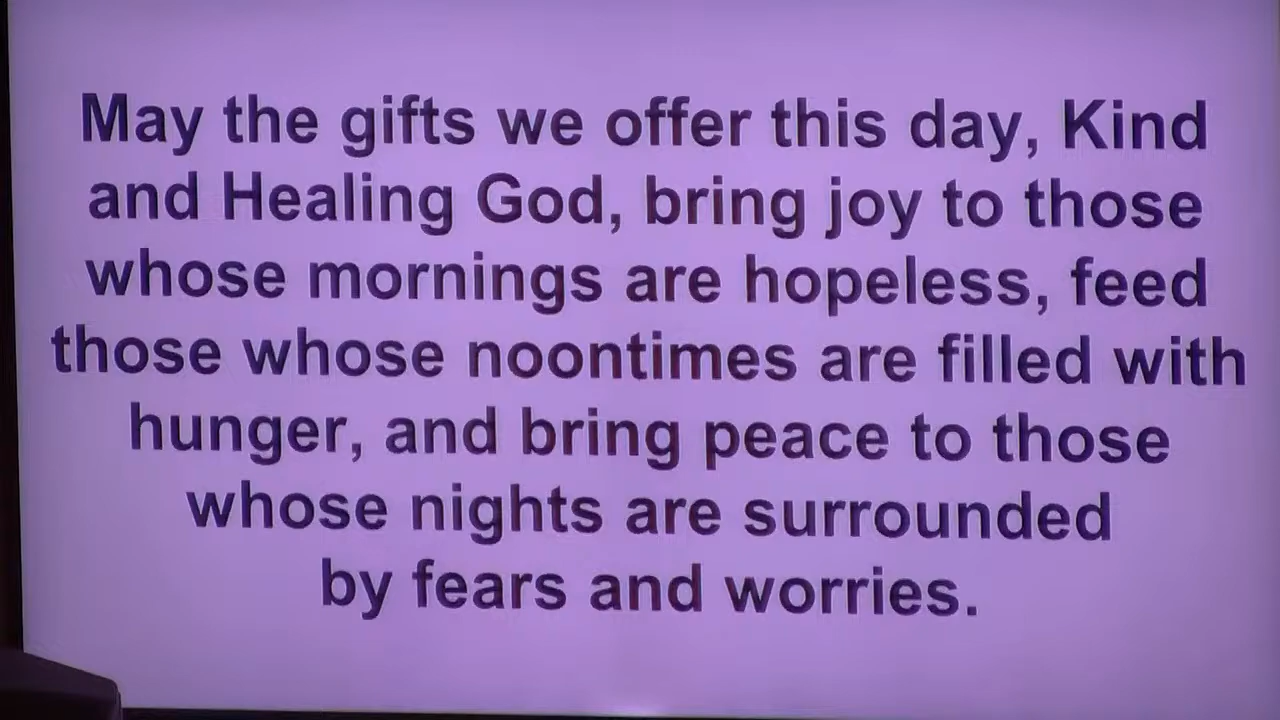 May the gifts we offer this day, Kind
and Healing God, bring joy to those
whose mornings are hopeless, feed
those whose noontimes are filled with
hunger, and bring peace to those
whose nights are surrounded
by fears and worries.